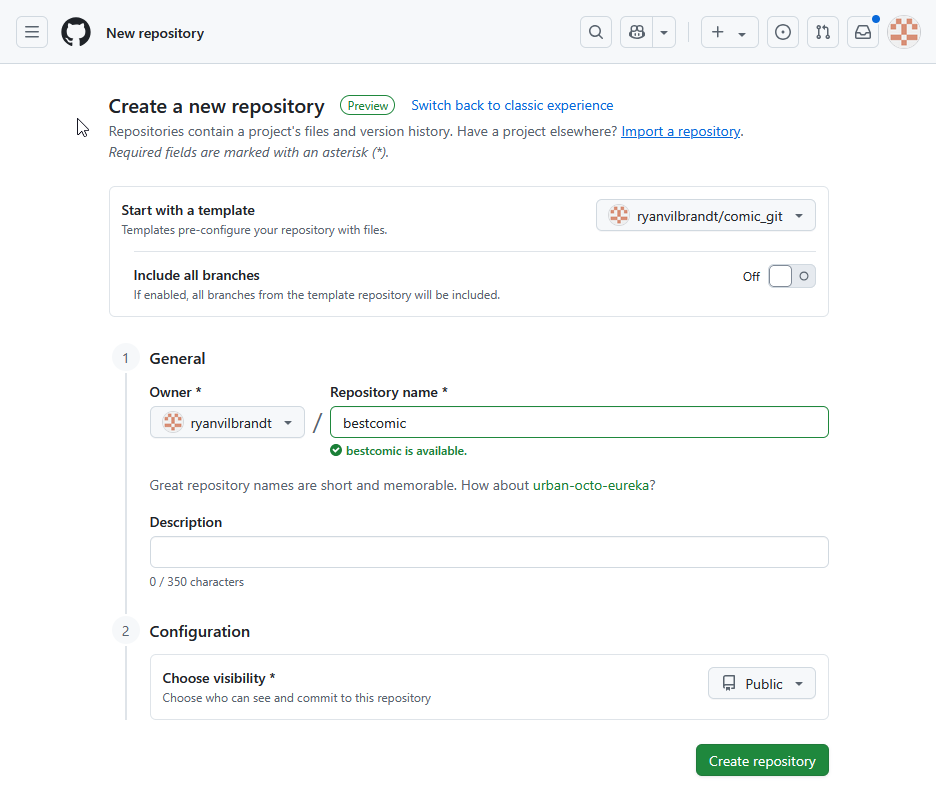 New repository
Create a new repository Preview Switch back to classic experience
Repositories contain a project's files and version history. Have a project elsewhere? Import a repository.
Required fields are marked with an asterisk (*).
Start with a template
Templates pre-configure your repository with files.
ryanvilbrandt/comic_git
Include all branches
If enabled, all branches from the template repository will be included.
Off
1 General
Owner *
ryanvilbrandt
/
Repository name *
bestcomic
bestcomic is available.
Great repository names are short and memorable. How about urban-octo-eureka?
Description
0 / 350 characters
2 Configuration
Choose visibility *
Choose who can see and commit to this repository
Public
Create repository